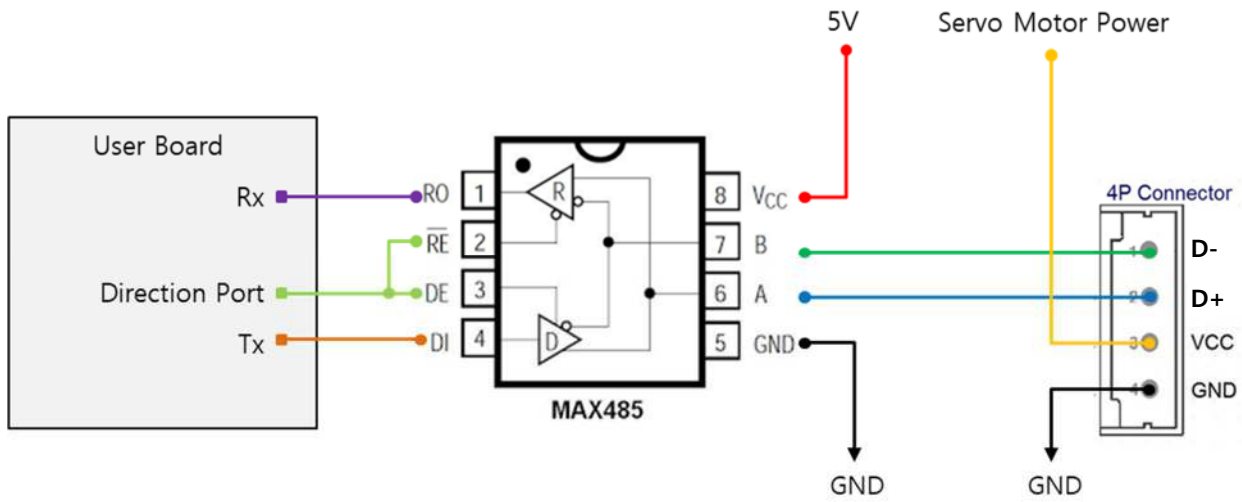 5V
Servo Motor Power
User Board
Rx
Direction Port
Tx
RO
RE
DE
DI
1
2
3
4
R
D
8
7
6
5
VCC
B
A
GND
MAX485
GND
GND
4P Connector
1
2
3
4
D-
D+
VCC
GND